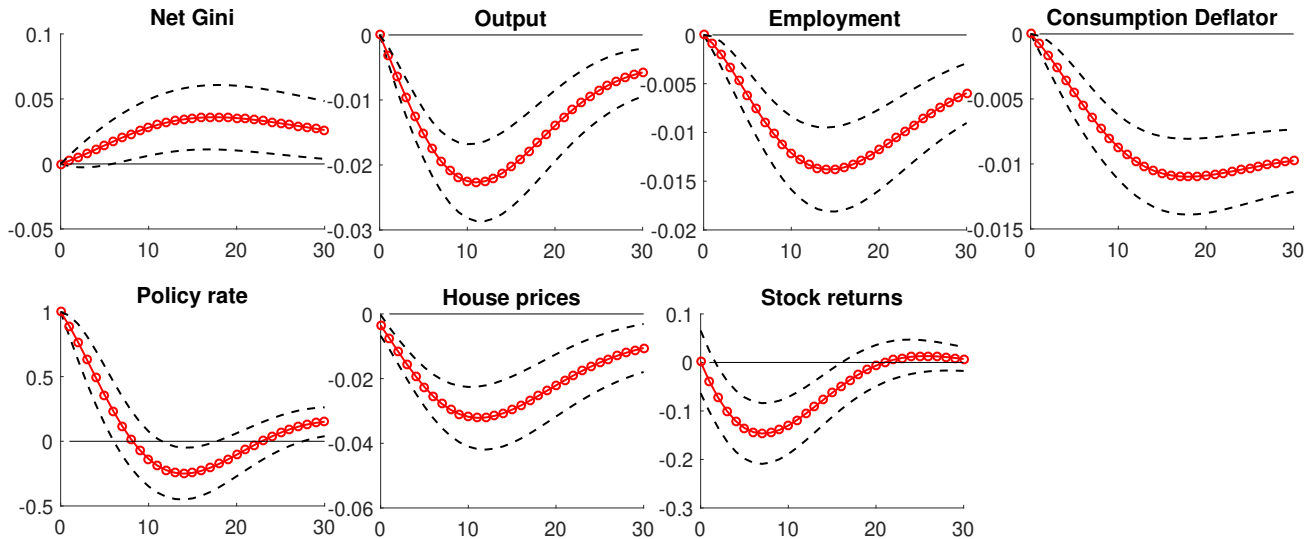 Net Gini
0.1
0.05
0
-0.05
0 10 20 30
Output
0
-0.01
-0.02
-0.03
0 10 20 30
Employment
0
-0.005
-0.01
-0.015
-0.02
0 10 20 30
Consumption Deflator
0
-0.005
-0.01
-0.015
0 10 20 30
Policy rate
1
0.5
0
-0.5
0 10 20 30
House prices
0
-0.02
-0.04
-0.06
0 10 20 30
Stock returns
0.1
0
-0.1
-0.2
-0.3
0 10 20 30